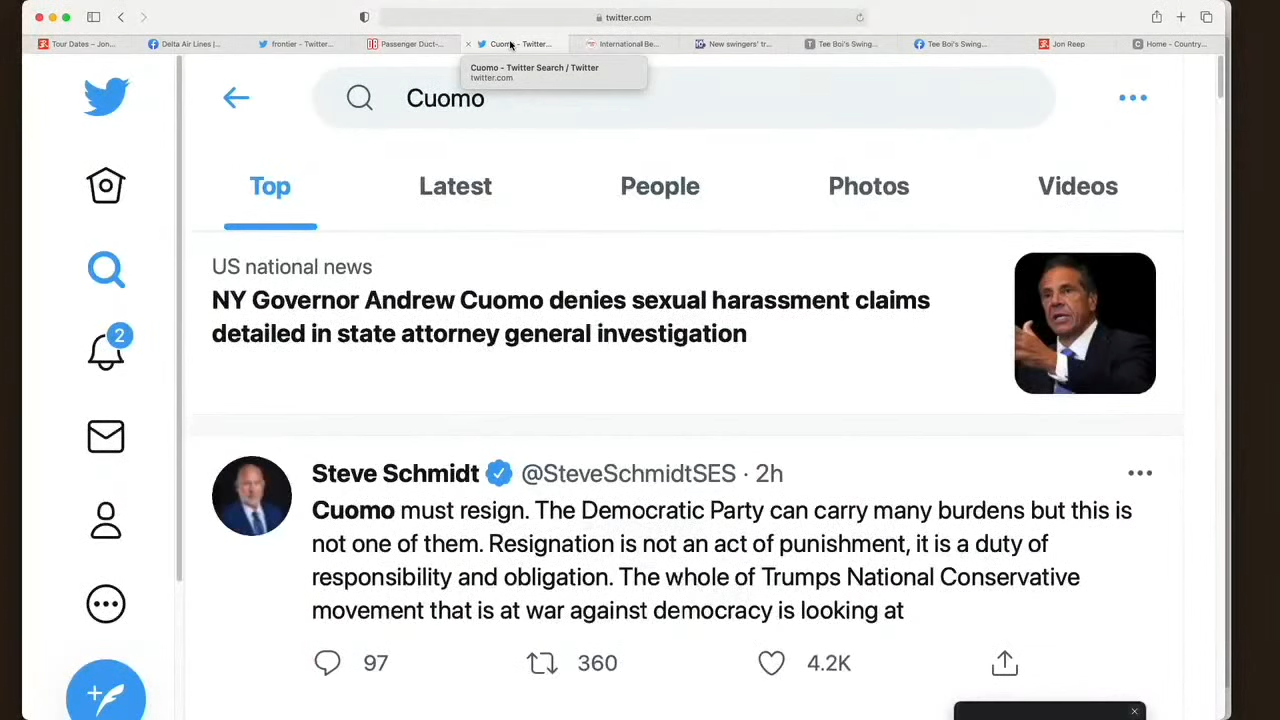 twitter.com
Tour Dates – Jon...
Delta Air Lines |...
frontier - Twitter...
Passenger Duct-...
Cuomo - Twitter...
International Be...
New swingers' tr...
Tee Boi's Swing...
Tee Boi's Swing...
Jon Reep
Home - Country...
Cuomo - Twitter Search / Twitter
twitter.com
Cuomo
Top
Latest
People
Photos
Videos
US national news
NY Governor Andrew Cuomo denies sexual harassment claims
detailed in state attorney general investigation
2
Steve Schmidt @SteveSchmidtSES · 2h
Cuomo must resign. The Democratic Party can carry many burdens but this is
not one of them. Resignation is not an act of punishment, it is a duty of
responsibility and obligation. The whole of Trumps National Conservative
movement that is at war against democracy is looking at
97
360
4.2K